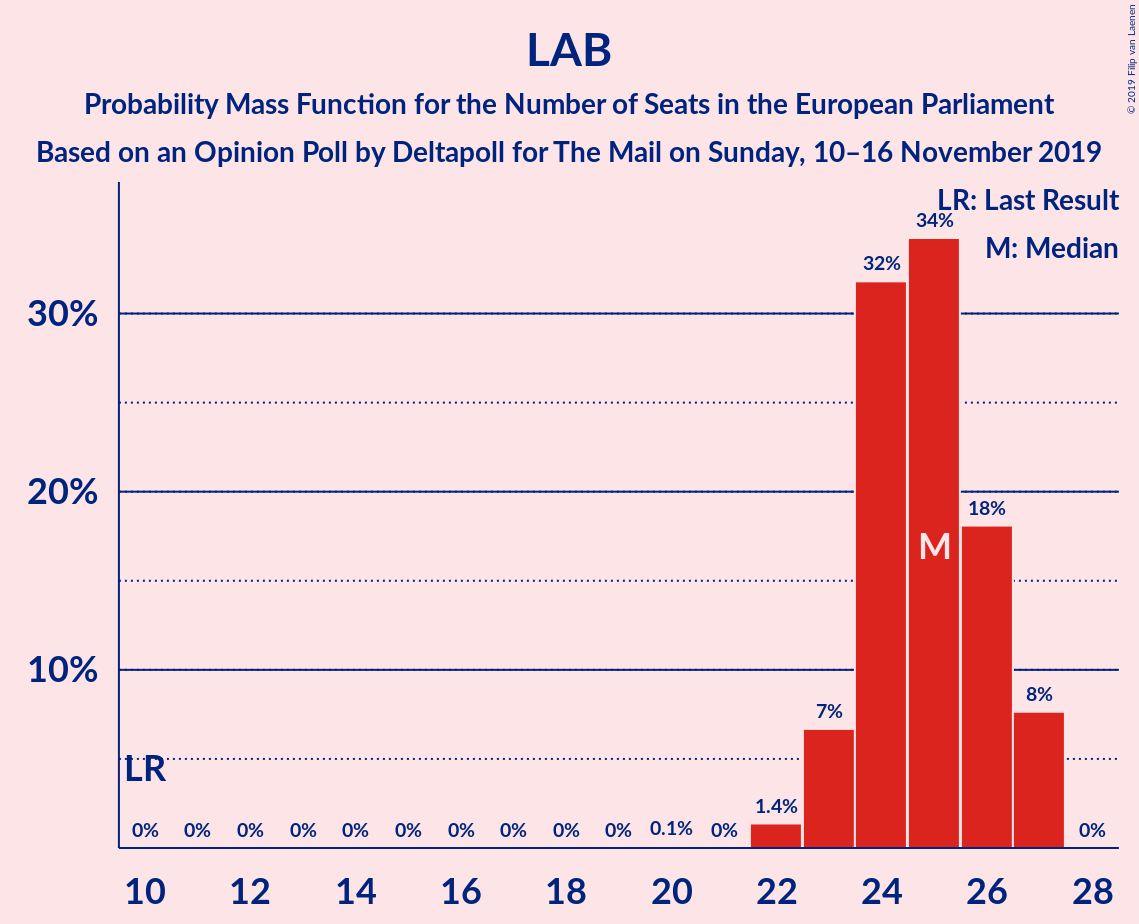 LAB
Probability Mass Function for the Number of Seats in the European Parliament
Based on an Opinion Poll by Deltapoll for The Mail on Sunday, 10–16 November 2019
© 2019 Filip van Laenen
LR: Last Result
M: Median
34%
32%
30%
20%
18%
M
10%
8%
7%
LR
1.4%
0% 0% 0% 0% 0% 0% 0% 0% 0% 0% 0.1% 0% 0%
10 12 14 16 18 20 22 24 26 28